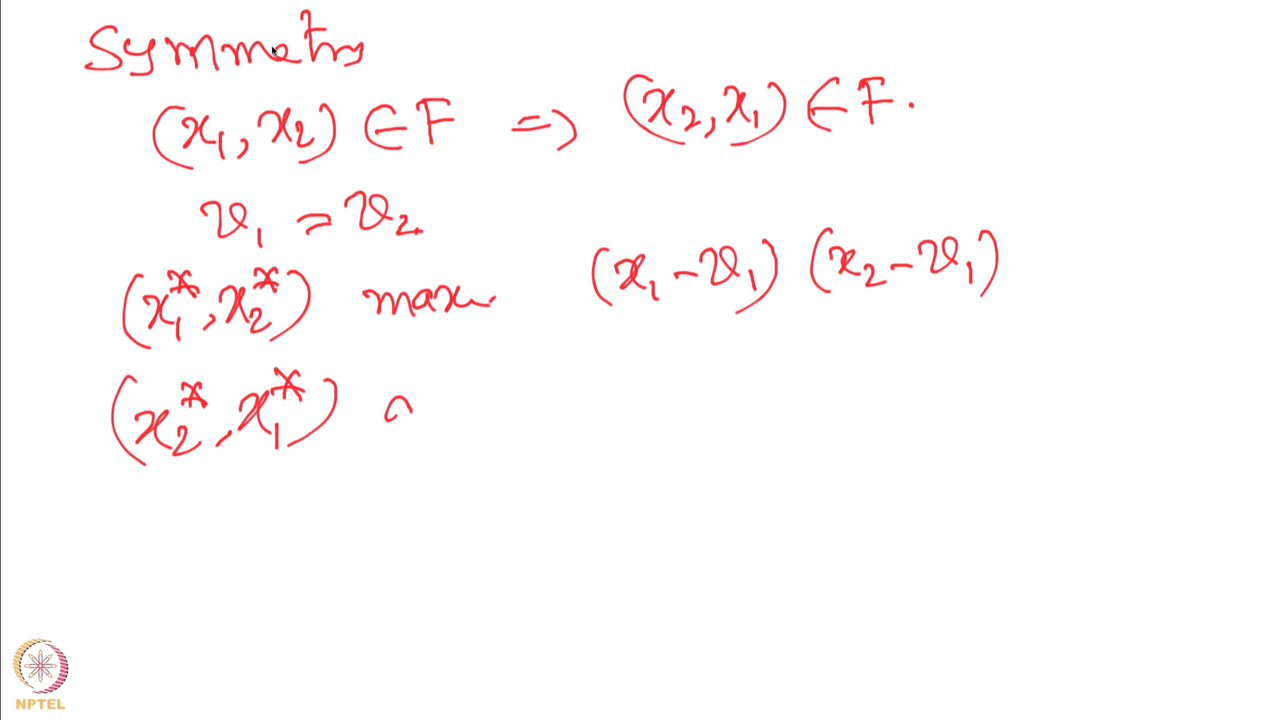 Symmetry
(x₁, x₂) ∈ F ⇒ (x₂, x₁) ∈ F.
v₁ = v₂
(x₁*, x₂*) max. (x₁ - v₁) (x₂ - v₁)
(x₂*, x₁*) a
NPTEL